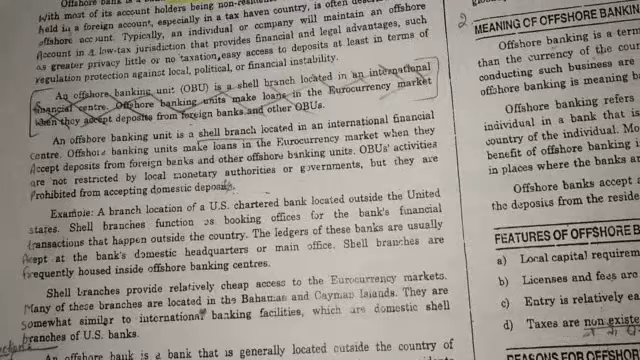 Offshore bank is a
with most of its account holders being non-resi
held in a foreign account, especially in a tax haven country, is often
offshore account. Typically, an individual or company will maintain an offshore
account in a low-tax jurisdiction that provides financial and legal advantages, such
as greater privacy little or no taxation, easy access to deposits at least in terms of
regulation protection against local, political, or financial instability.
An offshore banking unit (OBU) is a shell branch located in an international
financial centre. Offshore banking units make loans in the Eurocurrency market
when they accept deposits from foreign banks and other OBUs.
An offshore banking unit is a shell branch located in an international financial
centre. Offshore banking units make loans in the Eurocurrency market when they
Accept deposits from foreign banks and other offshore banking units. OBUs' activities
are not restricted by local monetary authorities or governments, but they are
Prohibited from accepting domestic deposits.
Example: A branch location of a U.S. chartered bank located outside the United
states. Shell branches function as booking offices for the bank's financial
transactions that happen outside the country. The ledgers of these banks are usually
kept at the bank's domestic headquarters or main office. Shell branches are
frequently housed inside offshore banking centres.
Shell branches provide relatively cheap access to the Eurocurrency markets.
Many of these branches are located in the Bahamas and Cayman Islands. They are
somewhat similar to international banking facilities, which are domestic shell
branches of U.S. banks.
An offshore bank is a bank that is generally located outside the country of
2
MEANING OF OFFSHORE BANKIN
Offshore banking is a term
than the currency of the coun
conducting such business are
offshore banking is meaning b
Offshore banking refers
individual in a bank that is
country of the individual. Mo
benefit of offshore banking i
in places where the banks ar
Offshore banks accept a
the deposits from the reside
FEATURES OF OFFSHORE B
a) Local capital requirem
b) Licenses and fees are
c) Entry is relatively ea
d) Taxes are non existe
REASONS FOR OFFSHOR